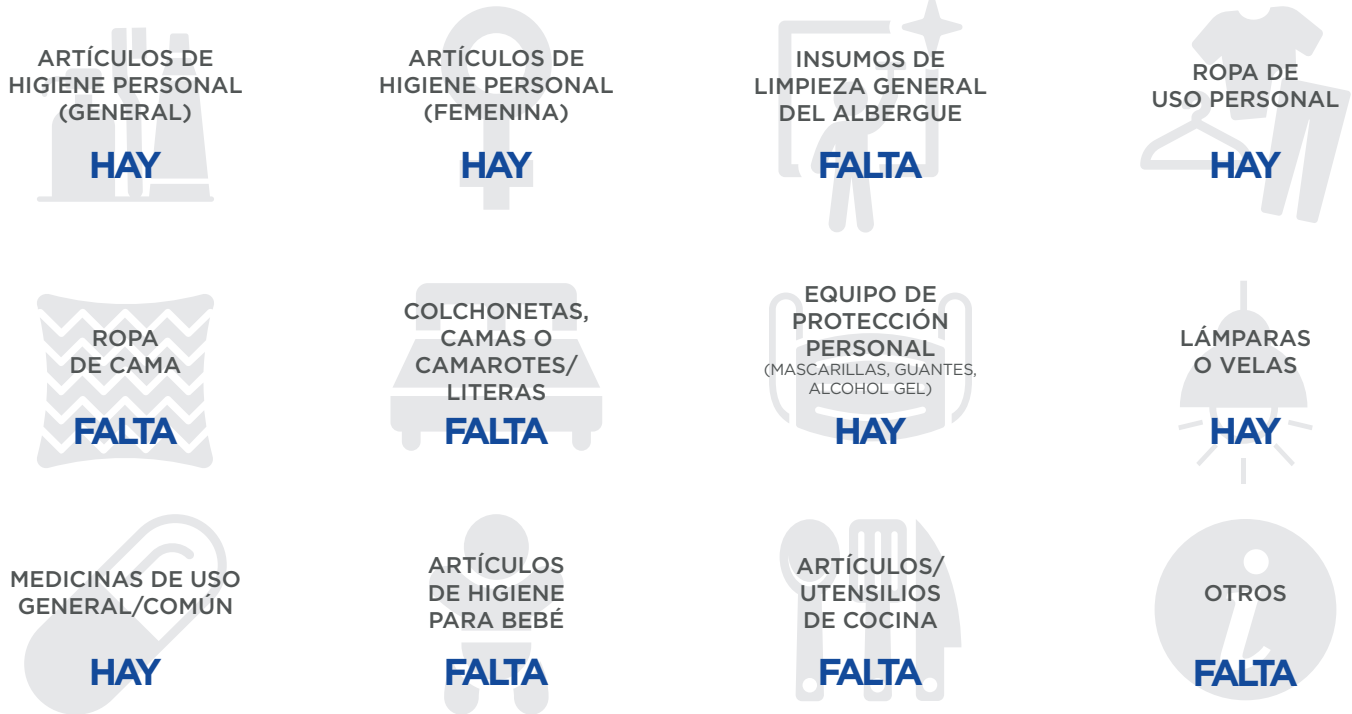 ARTÍCULOS DE
HIGIENE PERSONAL
(GENERAL)
HAY
ARTÍCULOS DE
HIGIENE PERSONAL
(FEMENINA)
HAY
INSUMOS DE
LIMPIEZA GENERAL
DEL ALBERGUE
FALTA
ROPA DE
USO PERSONAL
HAY
ROPA
DE CAMA
FALTA
COLCHONETAS,
CAMAS O
CAMAROTES/
LITERAS
FALTA
EQUIPO DE
PROTECCIÓN
PERSONAL
(MASCARILLAS, GUANTES,
ALCOHOL GEL)
HAY
LÁMPARAS
O VELAS
HAY
MEDICINAS DE USO
GENERAL/COMÚN
HAY
ARTÍCULOS
DE HIGIENE
PARA BEBÉ
FALTA
ARTÍCULOS/
UTENSILIOS
DE COCINA
FALTA
OTROS
FALTA